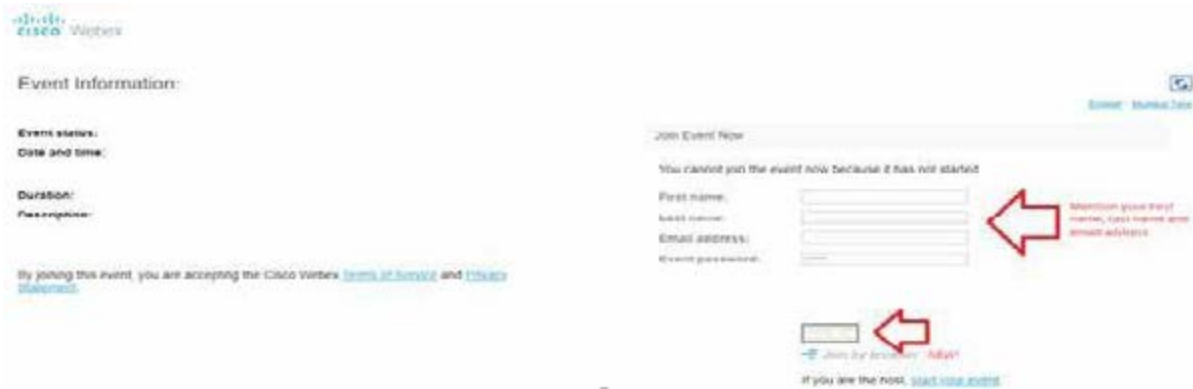 CISCO Webex
Event Information:
English : Mumbai Time
Event status:
Date and time:
Duration:
Description:
By joining this event, you are accepting the Cisco Webex Terms of Service and Privacy
Statement.
Join Event Now
You cannot join the event now because it has not started
First name:
Last name:
Email address:
Event password:
Mention your First
name, Last name and
email address
Join by browser NEW!
If you are the host, start your event